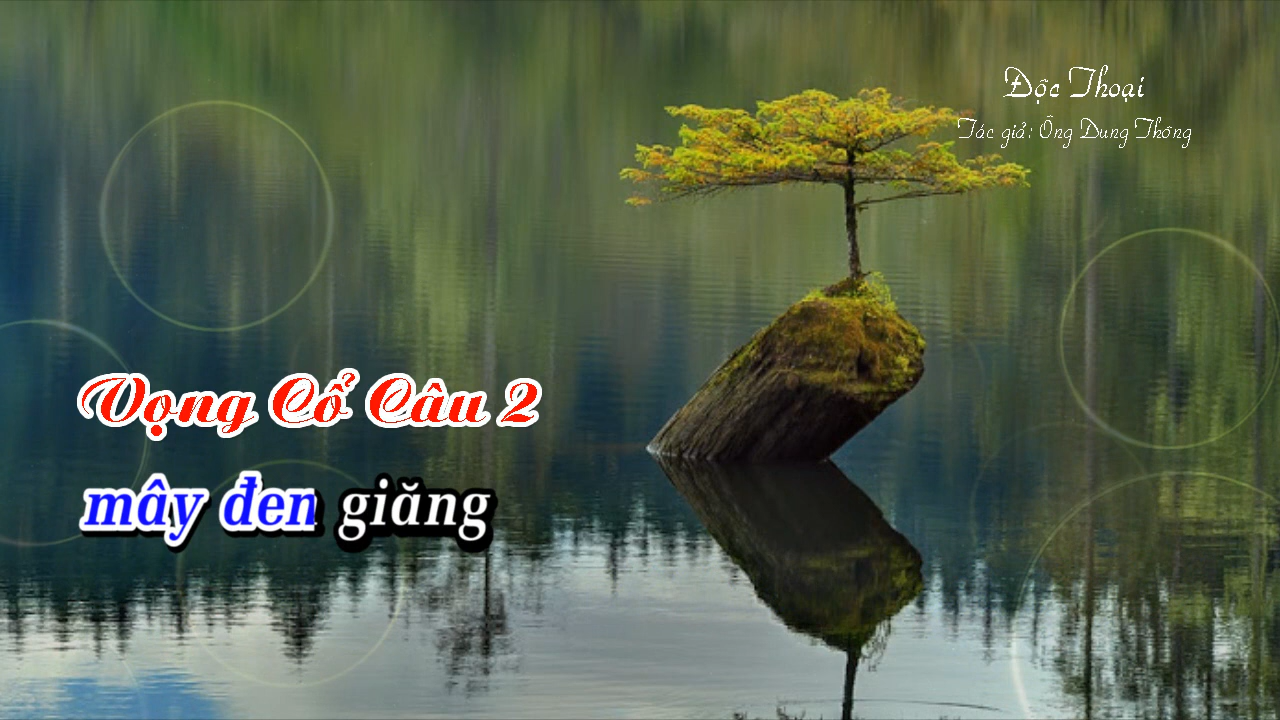 Độc Thoại
Tác giả: Ông Dung Thông
Vọng Cổ Câu 2
mây đen giăng